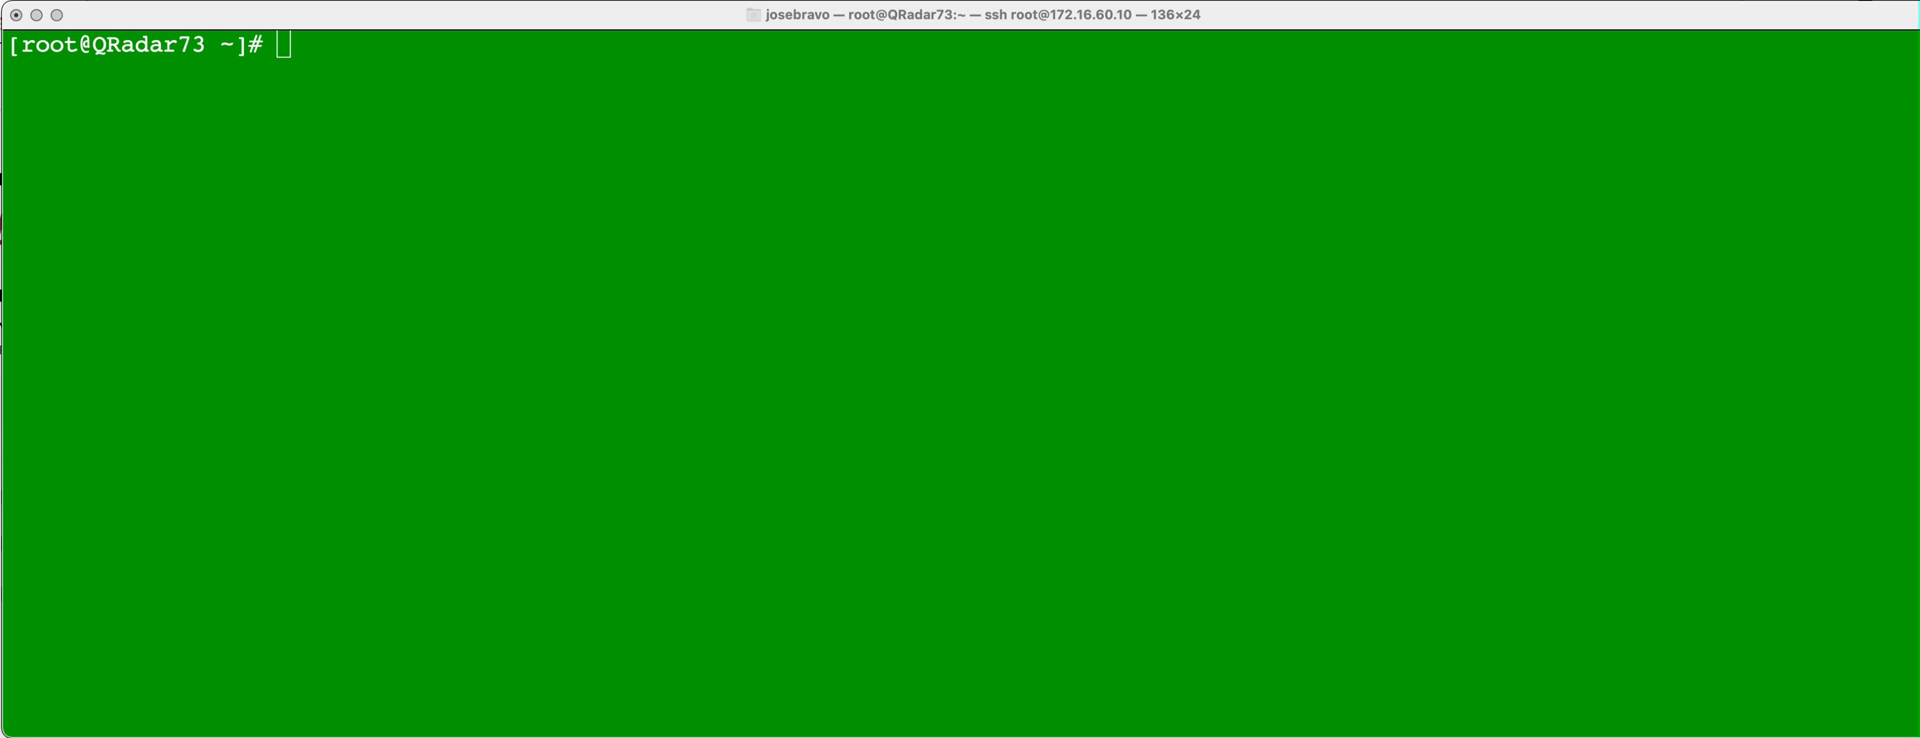 josebravo — root@QRadar73:~ — ssh root@172.16.60.10 — 136×24
[root@QRadar73 ~]#